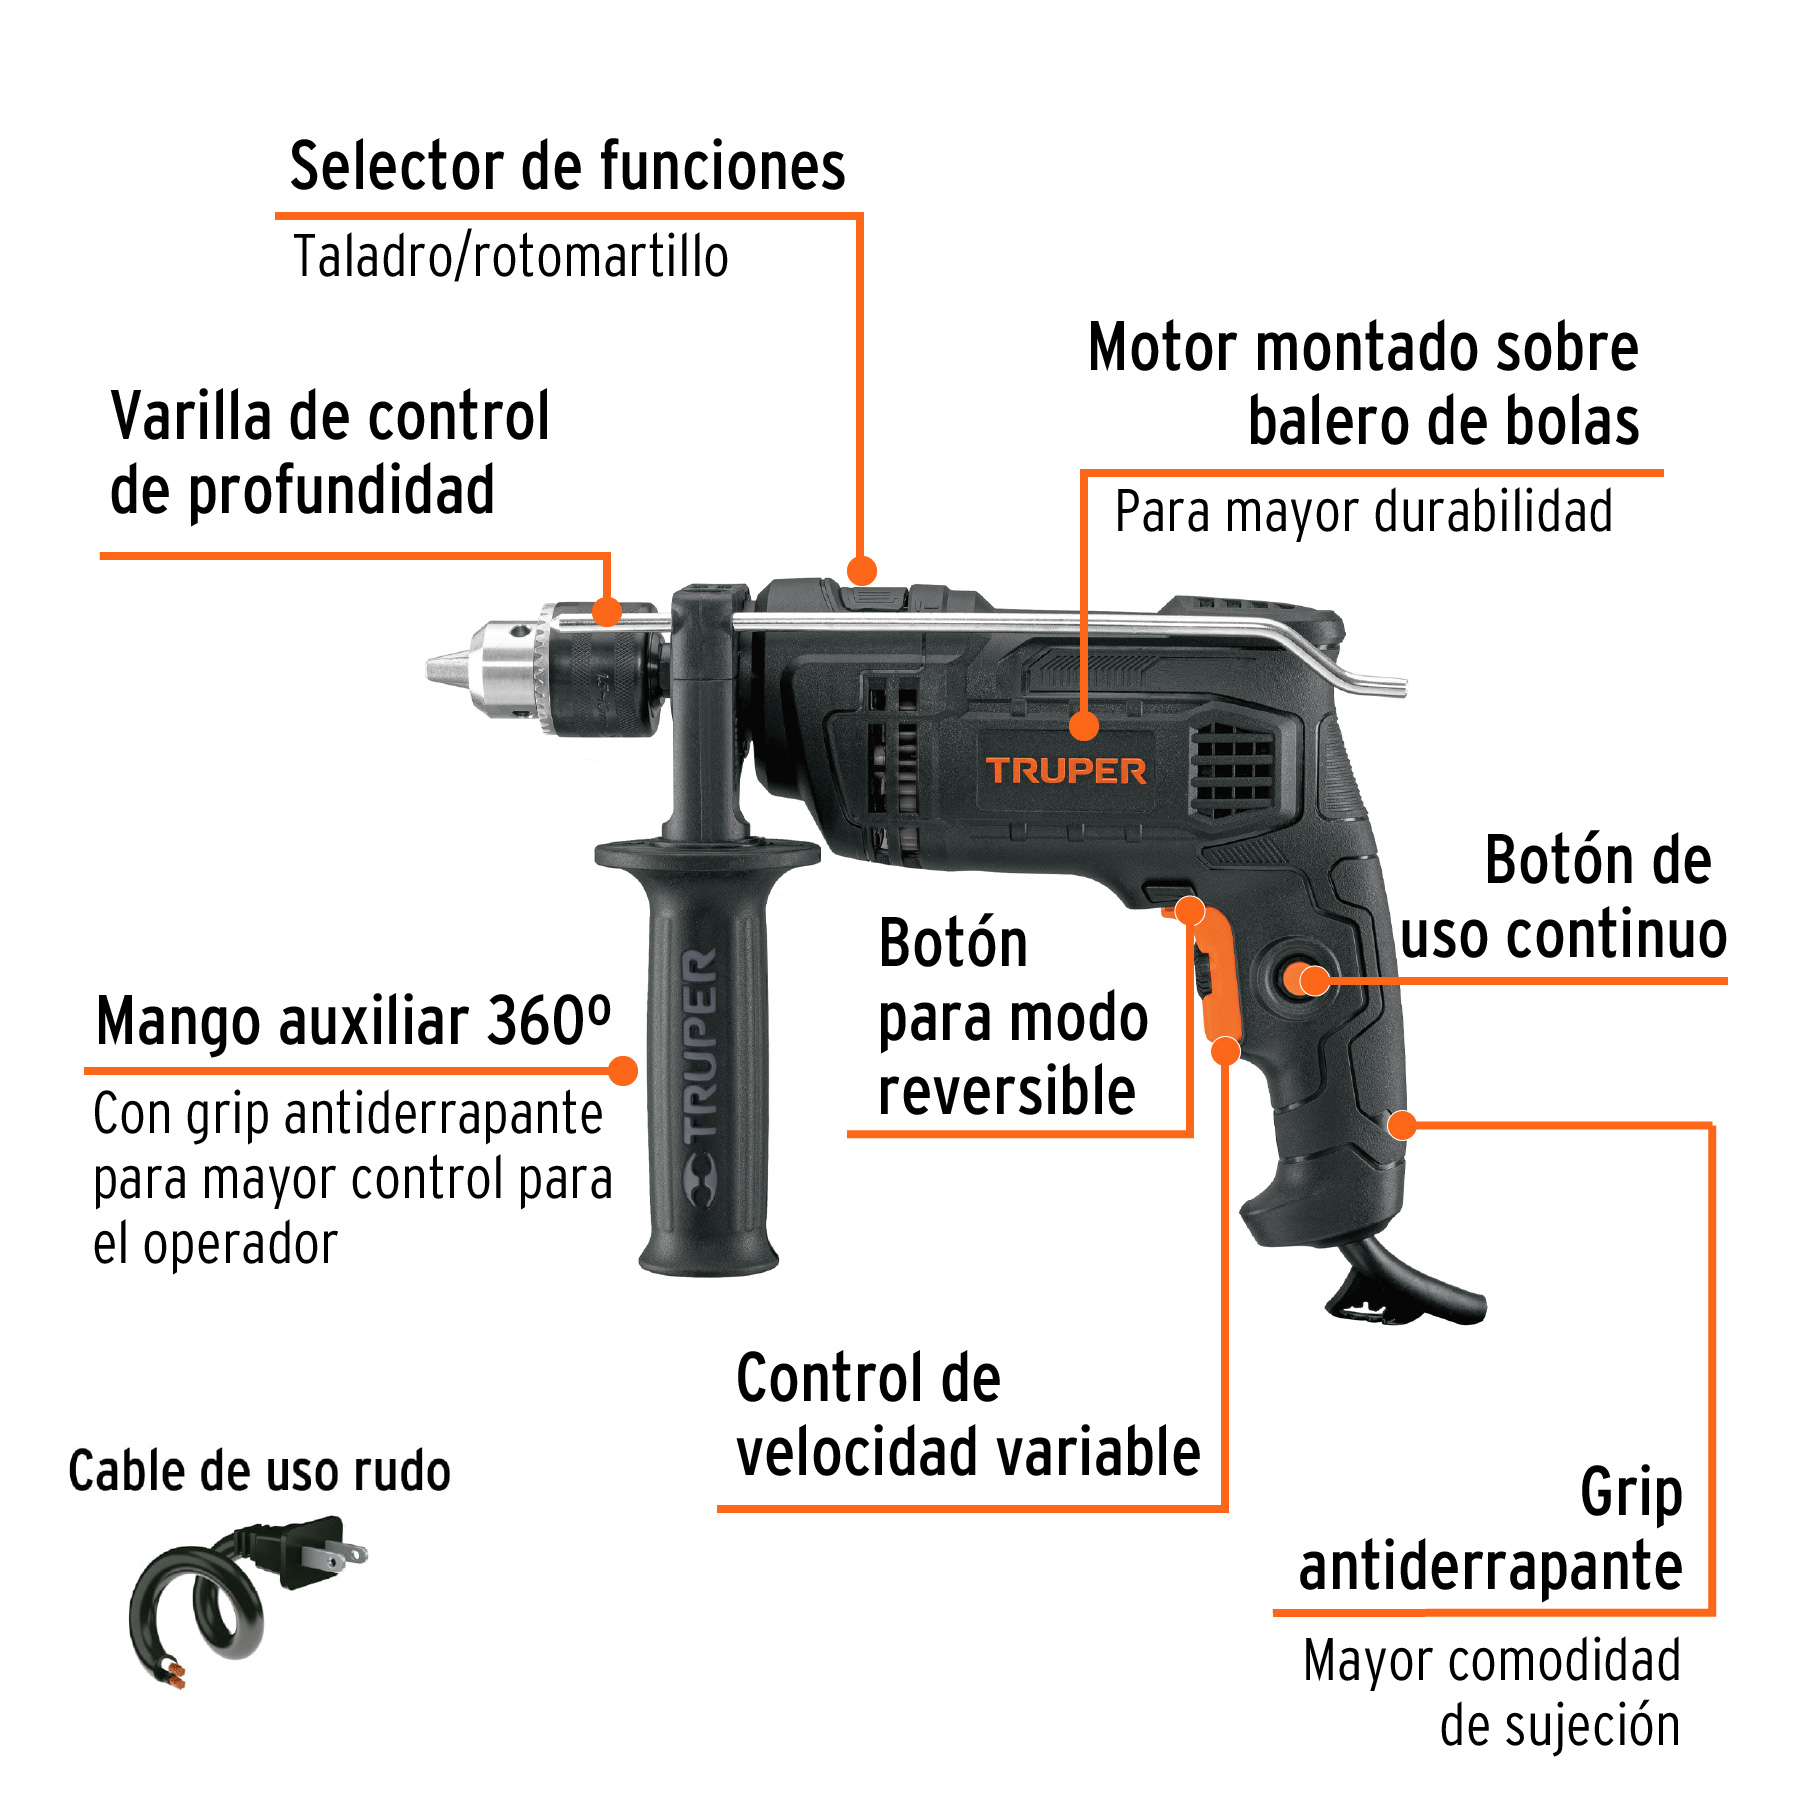 Selector de funciones
Taladro/rotomartillo
Motor montado sobre
balero de bolas
Para mayor durabilidad
Varilla de control
de profundidad
TRUPER
Botón de
uso continuo
Botón
para modo
reversible
Mango auxiliar 360º
Con grip antiderrapante
para mayor control para
el operador
TRUPER
Control de
velocidad variable
Cable de uso rudo
Grip
antiderrapante
Mayor comodidad
de sujeción